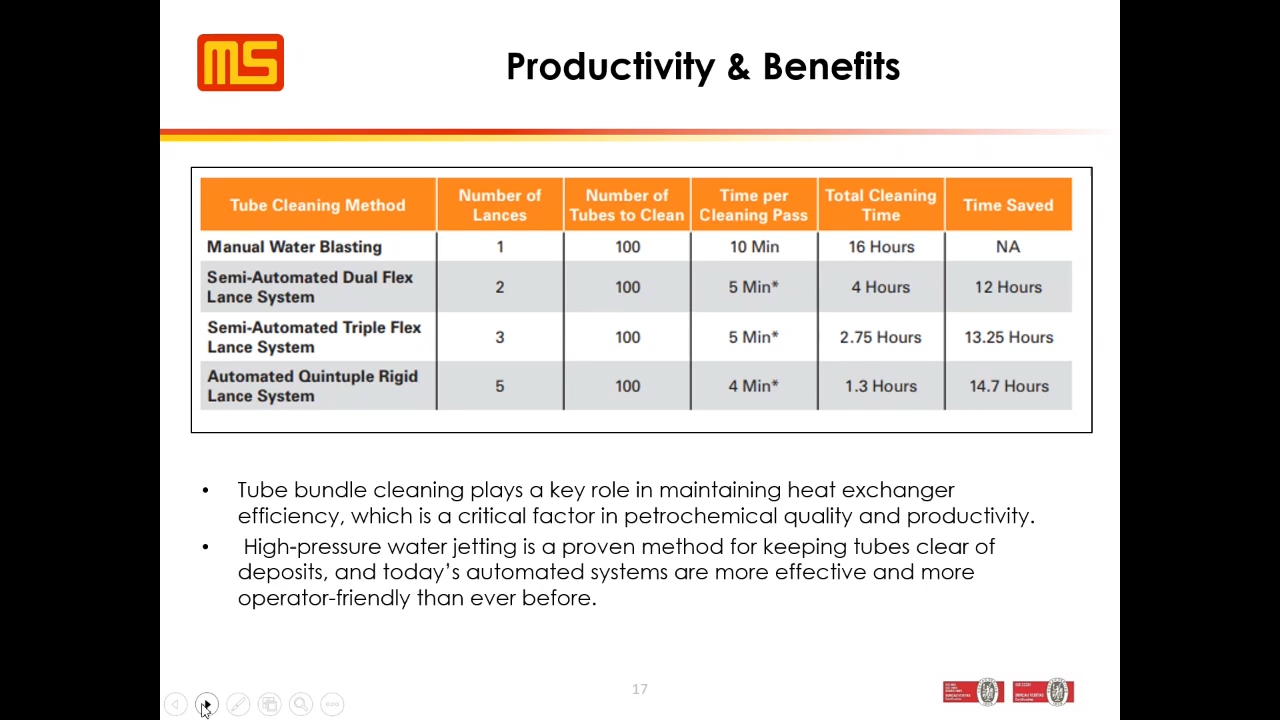 MS
Productivity & Benefits
Tube Cleaning Method
Number of Lances
Number of Tubes to Clean
Time per Cleaning Pass
Total Cleaning Time
Time Saved
Manual Water Blasting 1 100 10 Min 16 Hours NA
Semi-Automated Dual Flex
Lance System
2 100 5 Min* 4 Hours 12 Hours
Semi-Automated Triple Flex
Lance System
3 100 5 Min* 2.75 Hours 13.25 Hours
Automated Quintuple Rigid
Lance System
5 100 4 Min* 1.3 Hours 14.7 Hours
• Tube bundle cleaning plays a key role in maintaining heat exchanger
efficiency, which is a critical factor in petrochemical quality and productivity.
• High-pressure water jetting is a proven method for keeping tubes clear of
deposits, and today’s automated systems are more effective and more
operator-friendly than ever before.
17